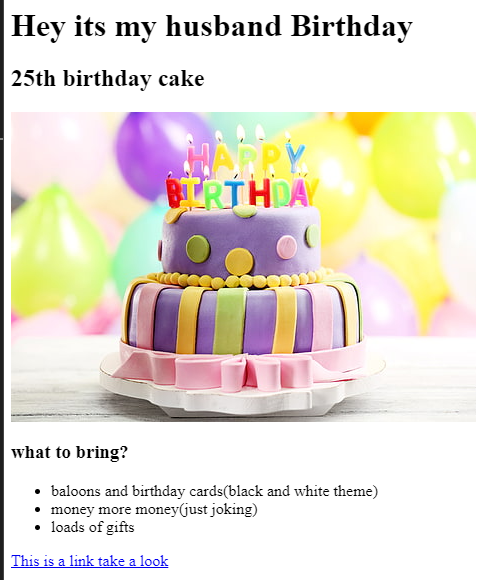 Hey its my husband Birthday
25th birthday cake
HAPPY
BIRTHDAY
what to bring?
baloons and birthday cards(black and white theme)
money more money(just joking)
loads of gifts
This is a link take a look